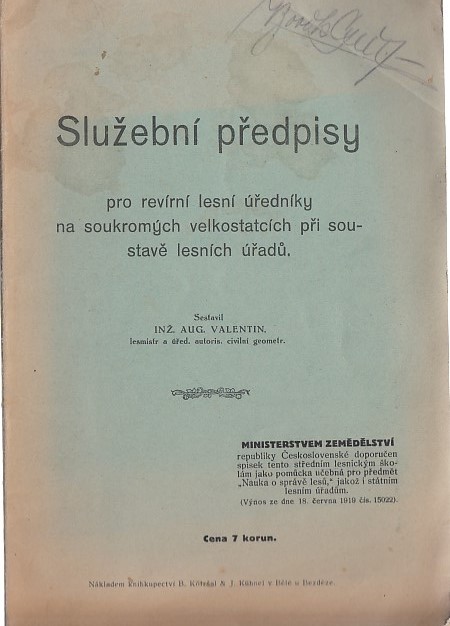 Služební předpisy
pro revírní lesní úředníky
na soukromých velkostatcích při sou-
stavě lesních úřadů.
Sestavil
INŽ. AUG. VALENTIN,
lesmistr a úřed. autoris. civilní geometr.
MINISTERSTVEM ZEMĚDĚLSTVÍ
republiky Československé doporučen
spisek tento středním lesnickým ško-
lám jako pomůcka učebná pro předmět
„Nauka o správě lesů,“ jakož i státním
lesním úřadům.
(Výnos ze dne 18. června 1919 čís. 15022).
Cena 7 korun.
Nákladem knihkupectví B. & J. Kühnel v Bělé u Bezděze.